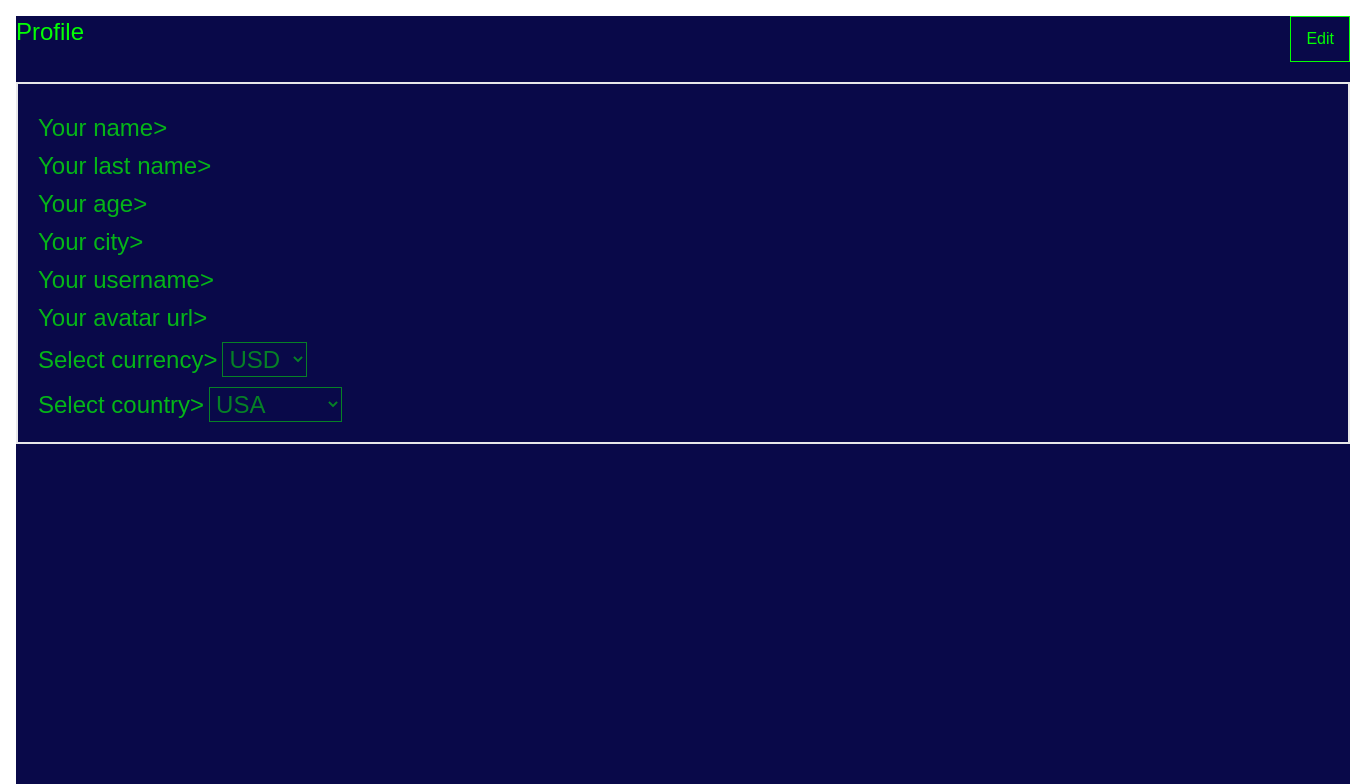 Profile
Edit
Your name>
Your last name>
Your age>
Your city>
Your username>
Your avatar url>
Select currency> USD
Select country> USA